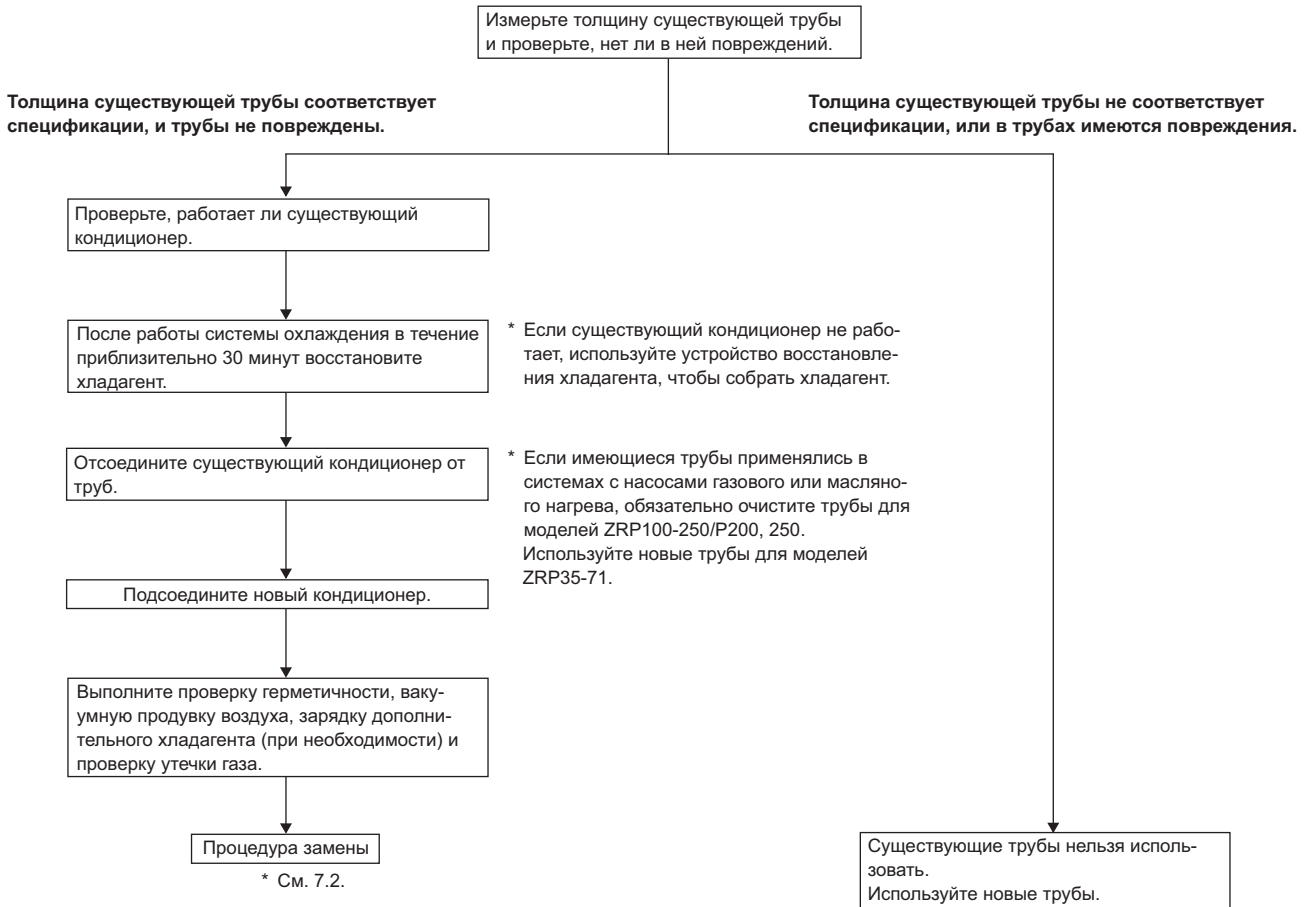 Измерьте толщину существующей трубы
и проверьте, нет ли в ней повреждений.
Толщина существующей трубы соответствует
спецификации, и трубы не повреждены.
Толщина существующей трубы не соответствует
спецификации, или в трубах имеются повреждения.
Проверьте, работает ли существующий
кондиционер.
После работы системы охлаждения в течение
приблизительно 30 минут восстановите
хладагент.
* Если существующий кондиционер не рабо-
тает, используйте устройство восстановле-
ния хладагента, чтобы собрать хладагент.
Отсоедините существующий кондиционер от
труб.
* Если имеющиеся трубы применялись в
системах с насосами газового или масляно-
го нагрева, обязательно очистите трубы для
моделей ZRP100-250/P200, 250.
Используйте новые трубы для моделей
ZRP35-71.
Подсоедините новый кондиционер.
Выполните проверку герметичности, ваку-
умную продувку воздуха, зарядку дополни-
тельного хладагента (при необходимости) и
проверку утечки газа.
Процедура замены
* См. 7.2.
Существующие трубы нельзя исполь-
зовать.
Используйте новые трубы.